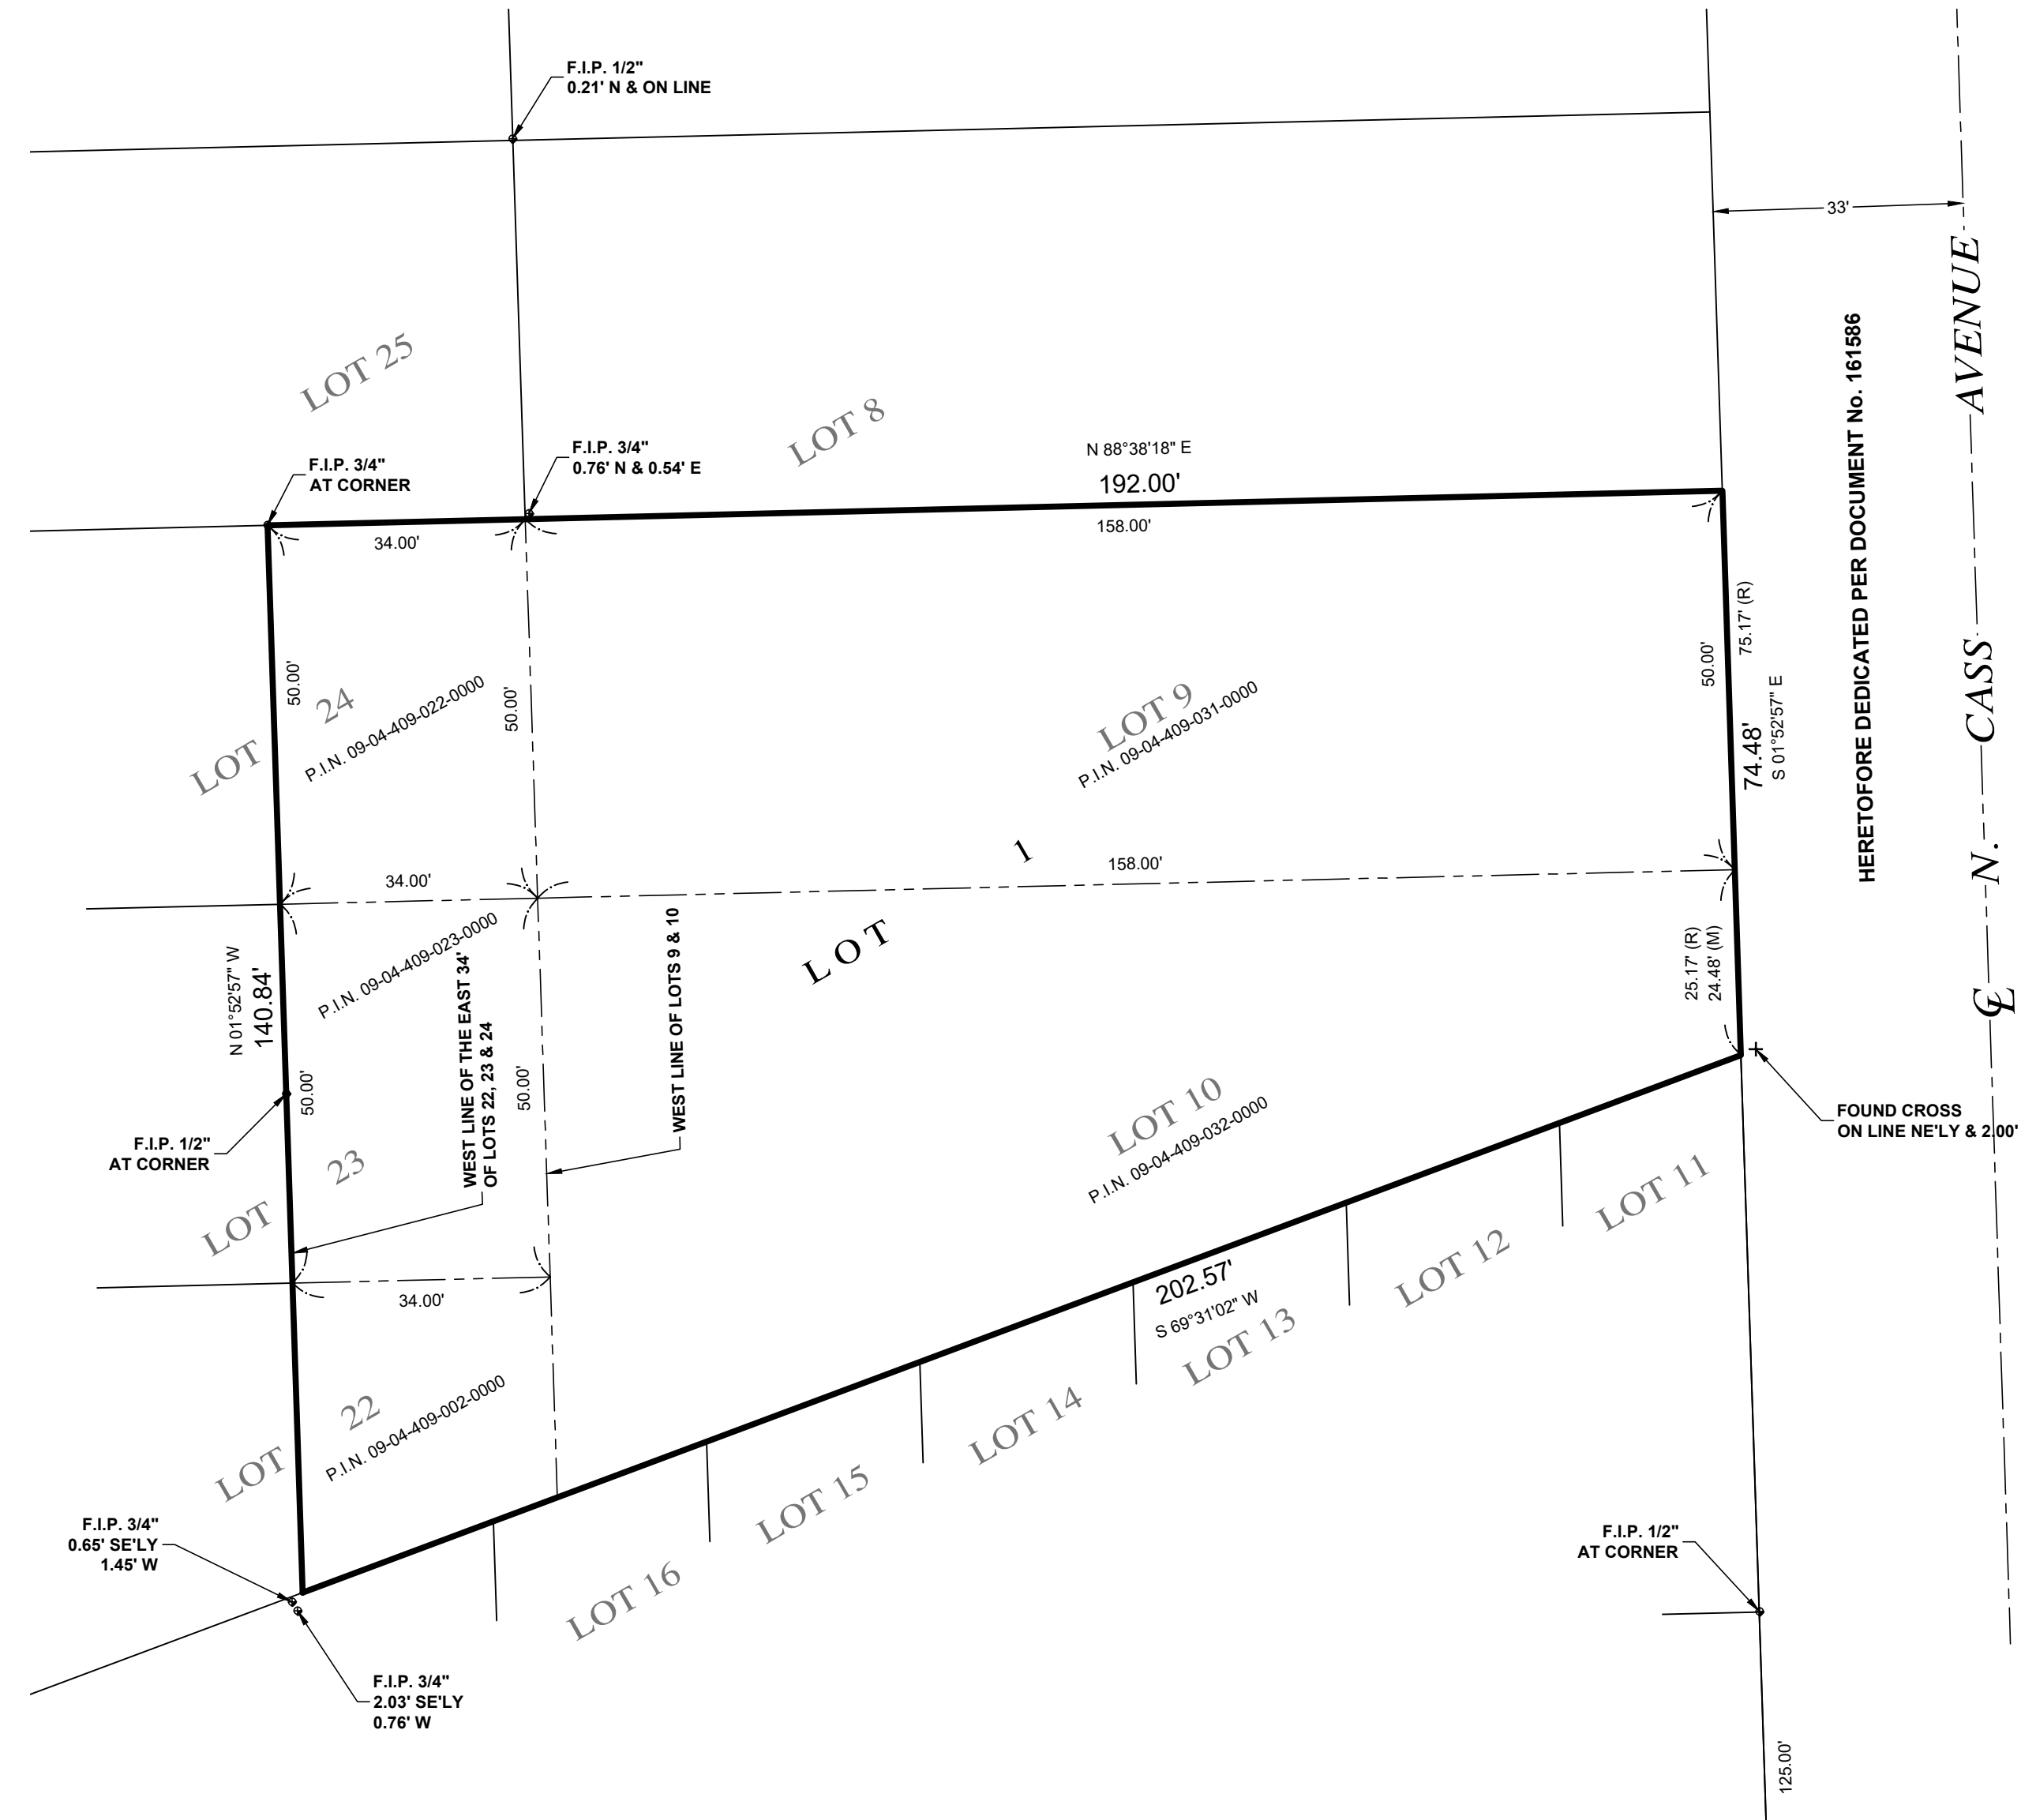 F.I.P. 1/2"
0.21' N & ON LINE
33'
AVENUE
CASS
N.
HERETOFORE DEDICATED PER DOCUMENT No. 161586
LOT 25
LOT 8
N 88°38'18" E
192.00'
158.00'
F.I.P. 3/4"
0.76' N & 0.54' E
F.I.P. 3/4"
AT CORNER
34.00'
50.00'
LOT 24
P.I.N. 09-04-409-022-0000
50.00'
LOT 9
P.I.N. 09-04-409-031-0000
50.00'
75.17' (R)
74.48'
S 01°52'57" E
LOT 1
158.00'
34.00'
N 01°52'57" W
140.84'
P.I.N. 09-04-409-023-0000
50.00'
WEST LINE OF THE EAST 34'
OF LOTS 22, 23 & 24
50.00'
WEST LINE OF LOTS 9 & 10
25.17' (R)
24.48' (M)
℄
F.I.P. 1/2"
AT CORNER
LOT 23
LOT 10
P.I.N. 09-04-409-032-0000
FOUND CROSS
ON LINE NE'LY & 2.00'
34.00'
202.57'
S 69°31'02" W
LOT 11
LOT 12
LOT 13
LOT 14
LOT 15
LOT 16
LOT 22
P.I.N. 09-04-409-002-0000
F.I.P. 3/4"
0.65' SE'LY
1.45' W
F.I.P. 3/4"
2.03' SE'LY
0.76' W
F.I.P. 1/2"
AT CORNER
125.00'